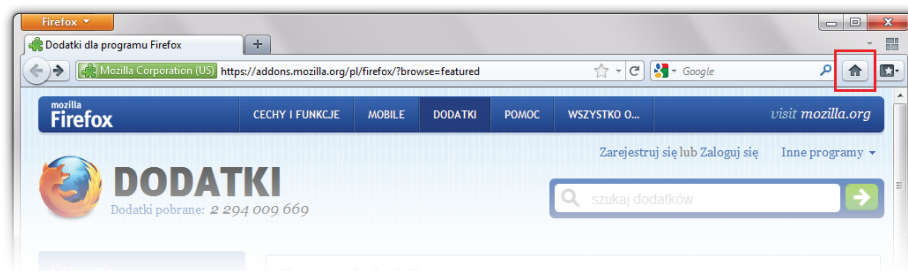 Firefox
Dodatki dla programu Firefox
Mozilla Corporation (US) https://addons.mozilla.org/pl/firefox/?browse=featured Google
mozilla
Firefox CECHY I FUNKCJE MOBILE DODATKI POMOC WSZYSTKO O... visit mozilla.org
Zarejestruj się lub Zaloguj się Inne programy
DODATKI
szukaj dodatków
Dodatki pobrane: 2 294 009 669